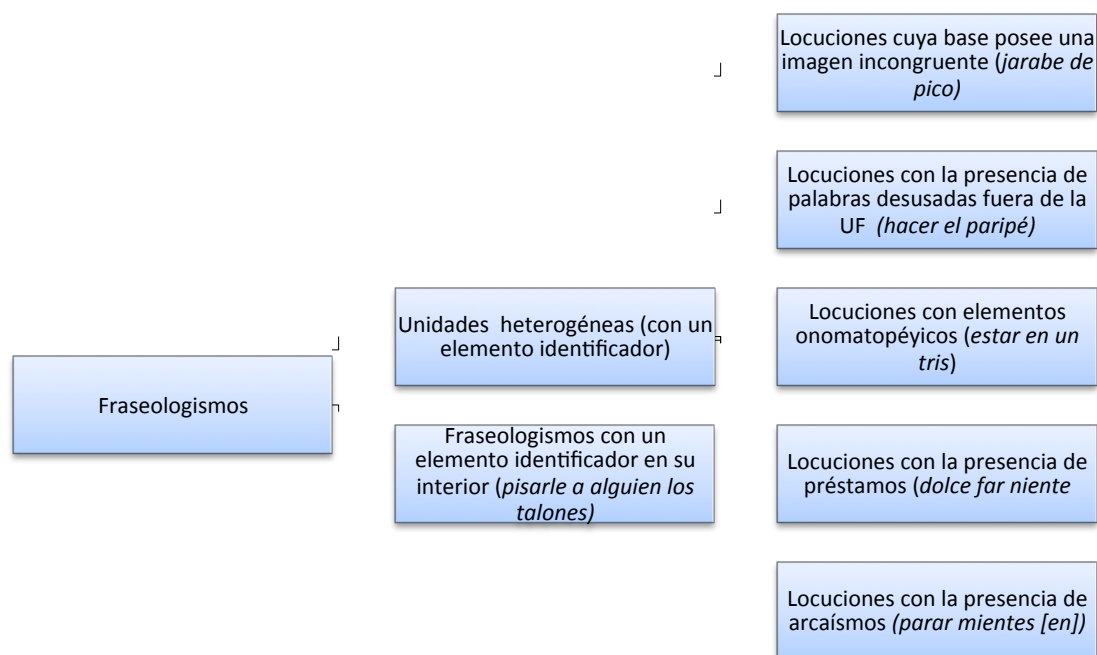 Fraseologismos
Unidades  heterogéneas (con un
elemento identificador)
Fraseologismos con un
elemento identificador en su
interior (pisarle a alguien los
talones)
Locuciones cuya base posee una
imagen incongruente (jarabe de
pico)
Locuciones con la presencia de
palabras desusadas fuera de la
UF  (hacer el paripé)
Locuciones con elementos
onomatopéyicos (estar en un
tris)
Locuciones con la presencia de
préstamos (dolce far niente
Locuciones con la presencia de
arcaísmos (parar mientes [en])